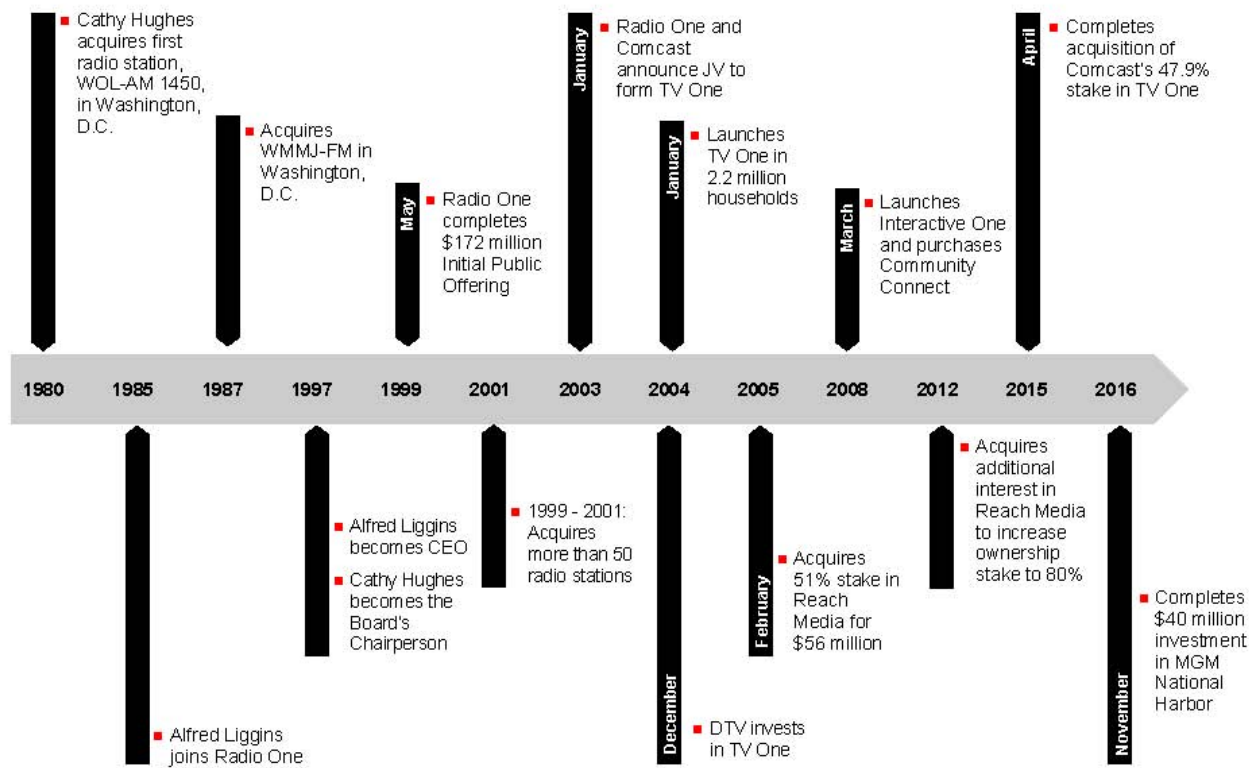 Cathy Hughes
acquires first
radio station,
WOL-AM 1450,
in Washington,
D.C.
Acquires
WMMJ-FM in
Washington,
D.C.
May
Radio One
completes
$172 million
Initial Public
Offering
January
Radio One and
Comcast
announce JV to
form TV One
January
Launches
TV One in
2.2 million
households
March
Launches
Interactive One
and purchases
Community
Connect
April
Completes
acquisition of
Comcast's 47.9%
stake in TV One
1980 1985 1987 1997 1999 2001 2003 2004 2005 2008 2012 2015 2016
Alfred Liggins
joins Radio One
Alfred Liggins
becomes CEO
Cathy Hughes
becomes the
Board's
Chairperson
1999 - 2001:
Acquires
more than 50
radio stations
December
DTV invests
in TV One
February
Acquires
51% stake in
Reach
Media for
$56 million
Acquires
additional
interest in
Reach Media
to increase
ownership
stake to 80%
November
Completes
$40 million
investment
in MGM
National
Harbor